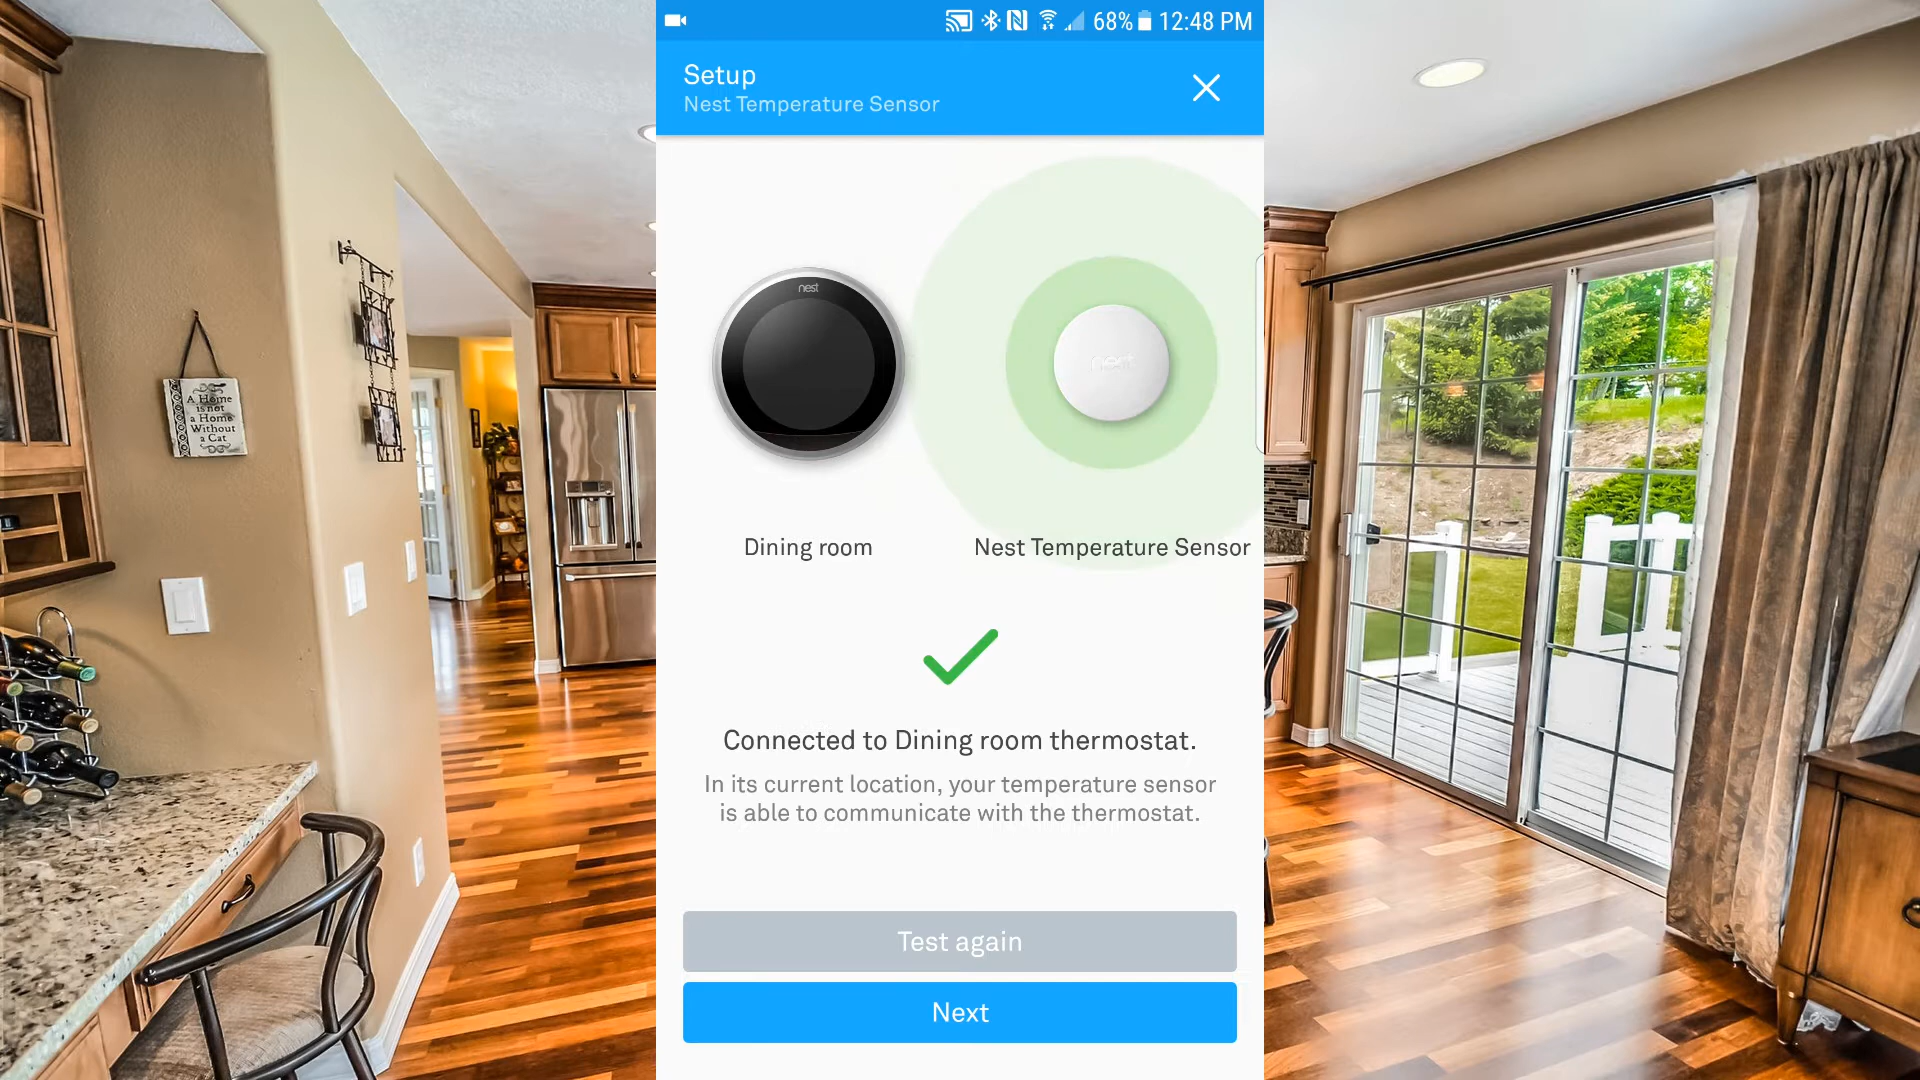 68% 12:48 PM
Setup
Nest Temperature Sensor
nest
nest
Dining room
Nest Temperature Sensor
Connected to Dining room thermostat.
In its current location, your temperature sensor
is able to communicate with the thermostat.
Test again
Next
A Home
is not
a Home
Without
a Cat